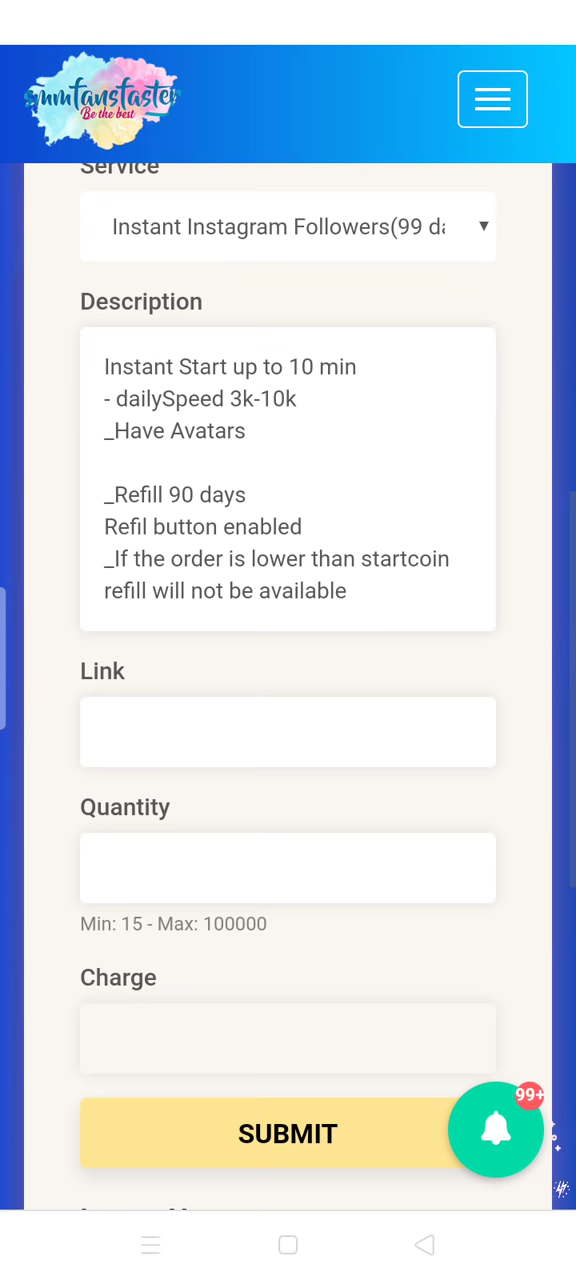 smmfansfaster
Be the best
Service
Instant Instagram Followers(99 da
Description
Instant Start up to 10 min
- dailySpeed 3k-10k
_Have Avatars
_Refill 90 days
Refil button enabled
_If the order is lower than startcoin
refill will not be available
Link
Quantity
Min: 15 - Max: 100000
Charge
SUBMIT
99+